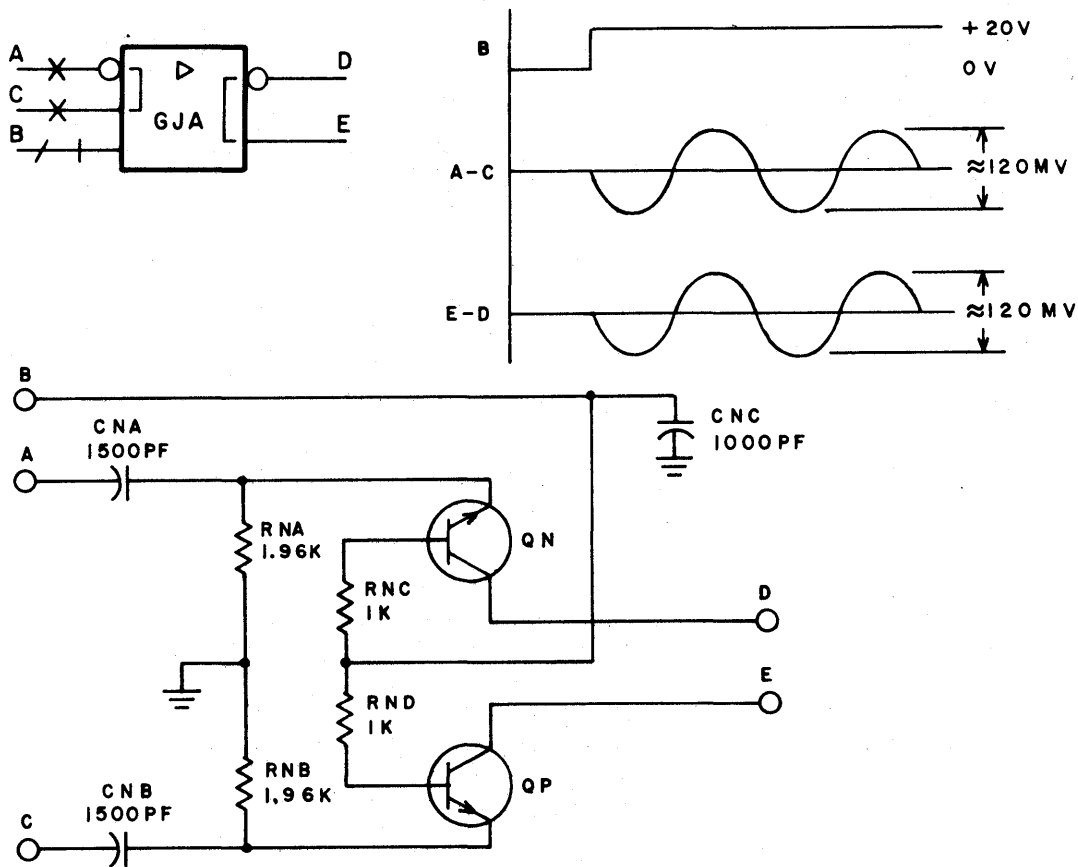 A
C
B
GJA
D
E
B
+20V
0V
A-C
≈120MV
E-D
≈120MV
B
CNA
1500PF
A
CNC
1000PF
RNA
1.96K
QN
RNC
1K
D
E
RND
1K
RNB
1.96K
QP
CNB
1500PF
C